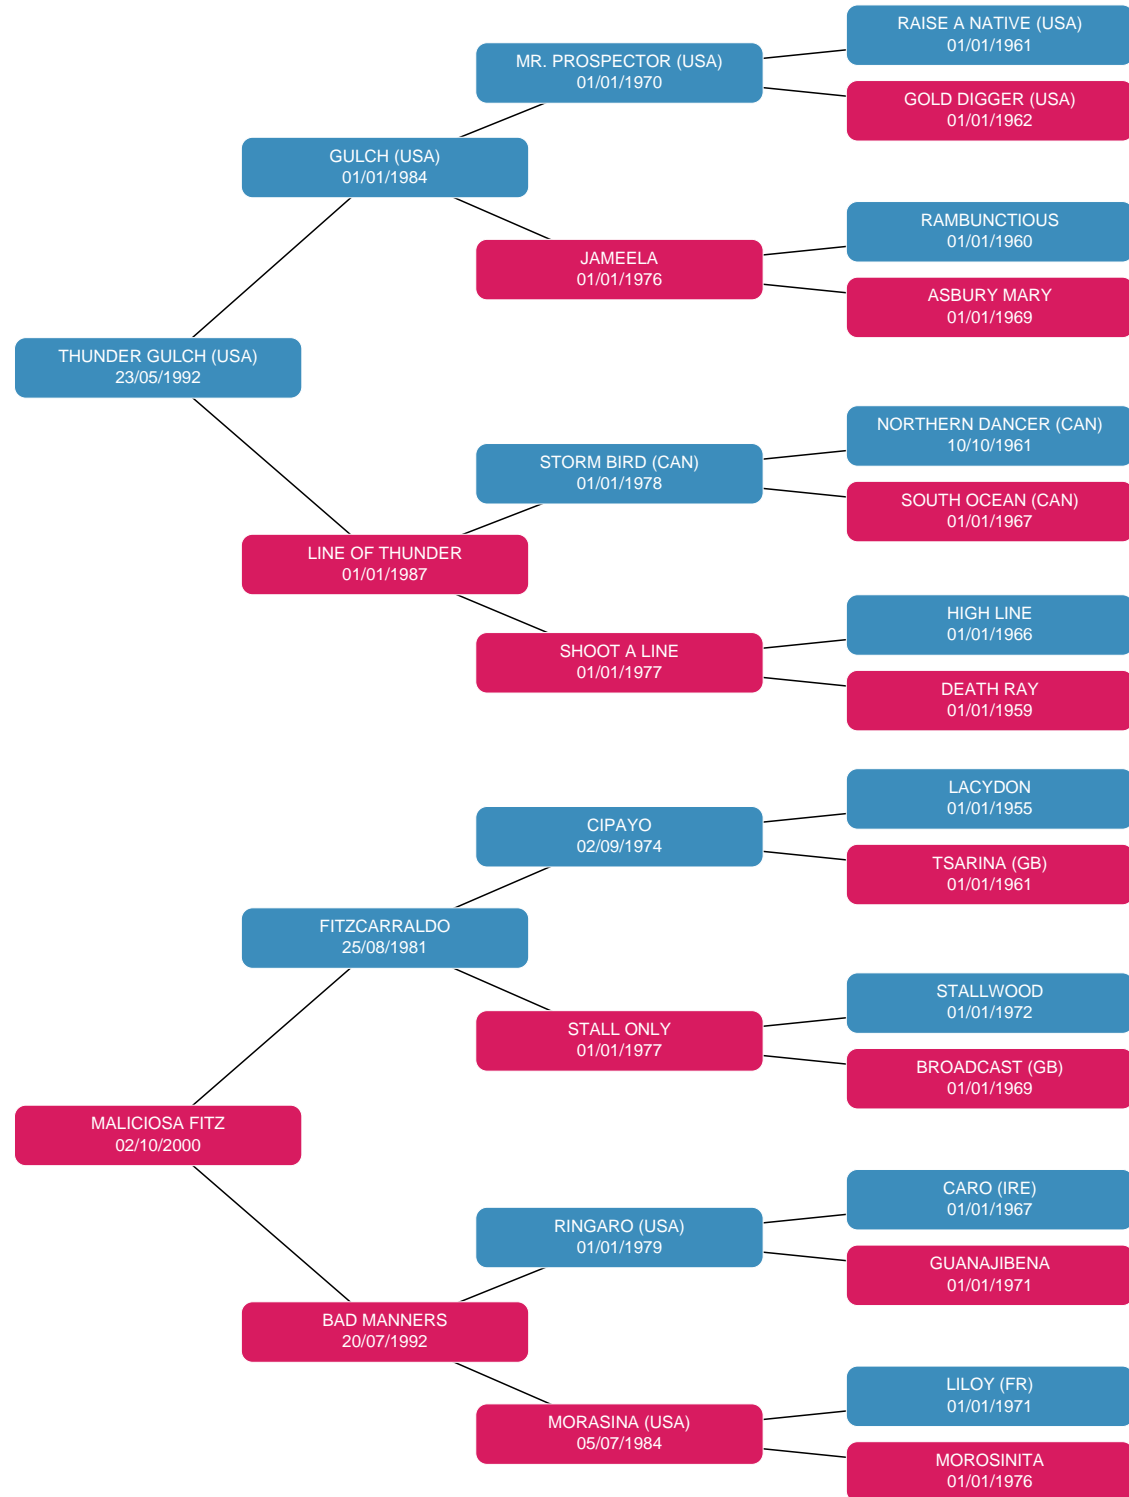 RAISE A NATIVE (USA)
01/01/1961
MR. PROSPECTOR (USA)
01/01/1970
GOLD DIGGER (USA)
01/01/1962
GULCH (USA)
01/01/1984
RAMBUNCTIOUS
01/01/1960
JAMEELA
01/01/1976
ASBURY MARY
01/01/1969
THUNDER GULCH (USA)
23/05/1992
NORTHERN DANCER (CAN)
10/10/1961
STORM BIRD (CAN)
01/01/1978
SOUTH OCEAN (CAN)
01/01/1967
LINE OF THUNDER
01/01/1987
HIGH LINE
01/01/1966
SHOOT A LINE
01/01/1977
DEATH RAY
01/01/1959
LACYDON
01/01/1955
CIPAYO
02/09/1974
TSARINA (GB)
01/01/1961
FITZCARRALDO
25/08/1981
STALLWOOD
01/01/1972
STALL ONLY
01/01/1977
BROADCAST (GB)
01/01/1969
MALICIOSA FITZ
02/10/2000
CARO (IRE)
01/01/1967
RINGARO (USA)
01/01/1979
GUANAJIBENA
01/01/1971
BAD MANNERS
20/07/1992
LILOY (FR)
01/01/1971
MORASINA (USA)
05/07/1984
MOROSINITA
01/01/1976